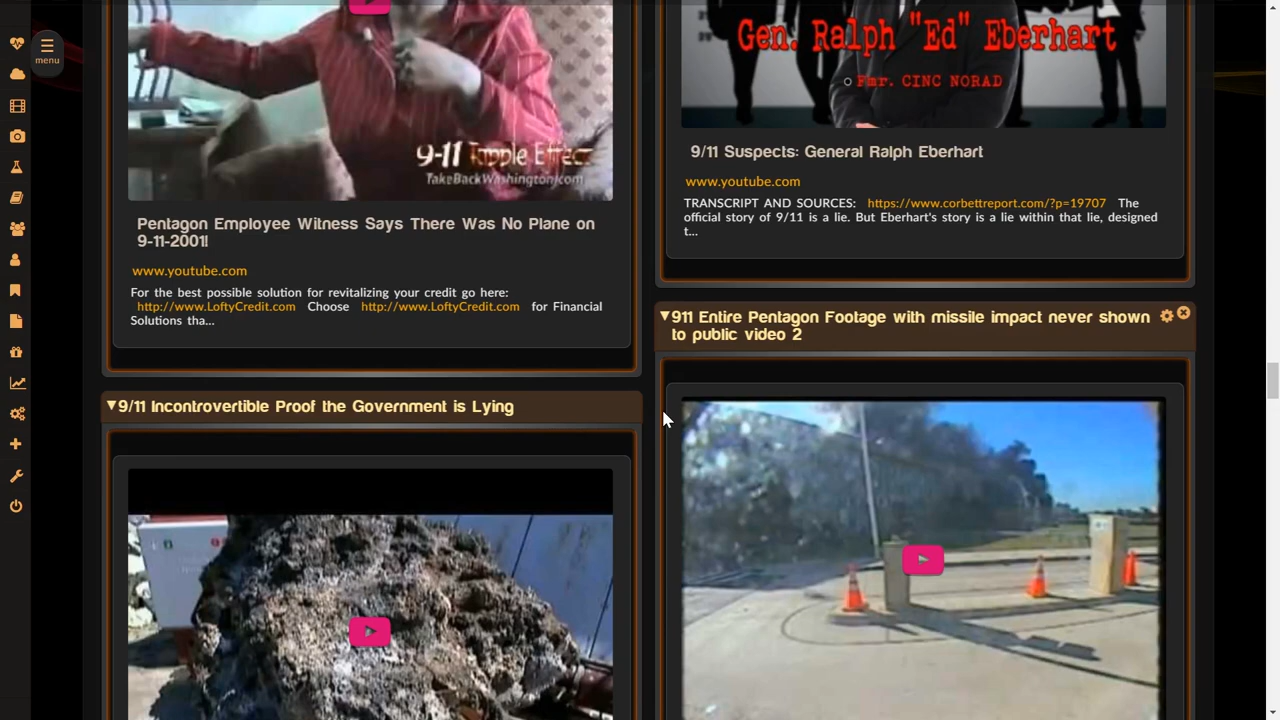 menu
9-11 Topple Effect
TakeBackWashington.com
Pentagon Employee Witness Says There Was No Plane on
9-11-2001!
www.youtube.com
For the best possible solution for revitalizing your credit go here:
http://www.LoftyCredit.com Choose http://www.LoftyCredit.com for Financial
Solutions tha...
▼9/11 Incontrovertible Proof the Government is Lying
Gen. Ralph "Ed" Eberhart
Fmr. CINC NORAD
9/11 Suspects: General Ralph Eberhart
www.youtube.com
TRANSCRIPT AND SOURCES: https://www.corbettreport.com/?p=19707 The
official story of 9/11 is a lie. But Eberhart's story is a lie within that lie, designed
t...
▼911 Entire Pentagon Footage with missile impact never shown
to public video 2